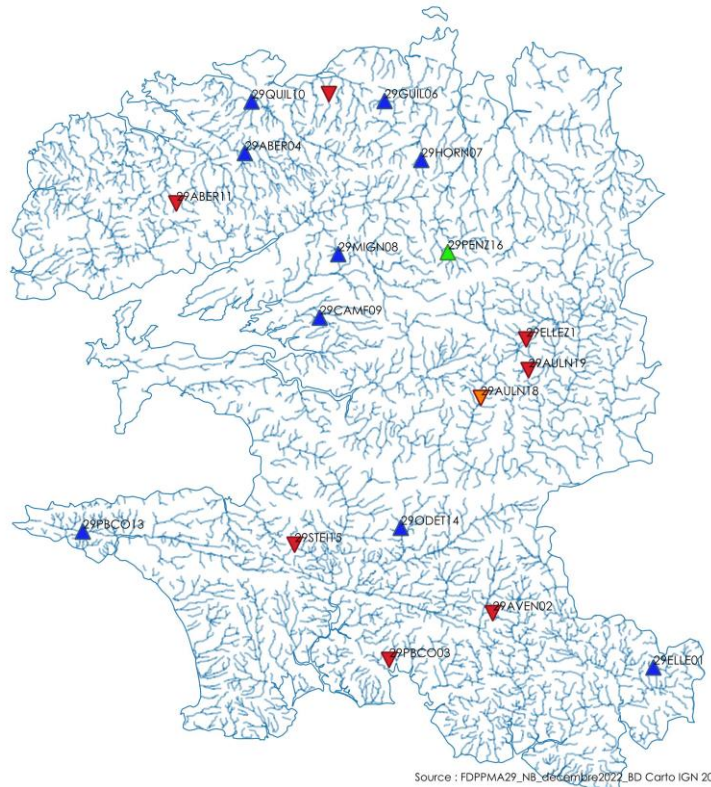 29QUIL10
29GUIL06
29ABER04
29HORN07
29ABER11
29MIGN08
29PENZ16
29CAMF09
29ELLEZ1
29AULN19
29AULN18
29PBCO13
29ODET14
29STEI15
29AVEN02
29PBCO03
29ELLE01
Source : FDPPMA29_NB_décembre2022_BD Carto IGN 20